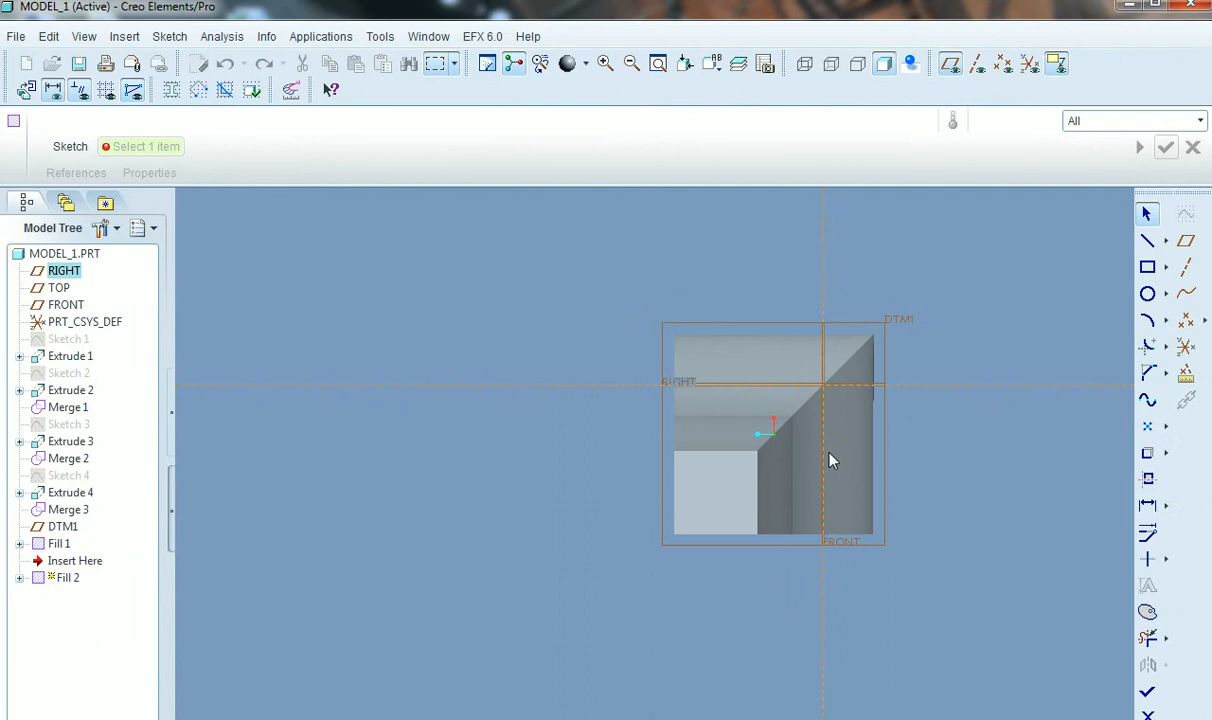 MODEL_1 (Active) - Creo Elements/Pro
File Edit View Insert Sketch Analysis Info Applications Tools Window EFX 6.0 Help
Sketch Select 1 item All
References Properties
Model Tree
MODEL_1.PRT
RIGHT
TOP
FRONT
PRT_CSYS_DEF
Sketch 1
Extrude 1
Sketch 2
Extrude 2
Merge 1
Sketch 3
Extrude 3
Merge 2
Sketch 4
Extrude 4
Merge 3
DTM1
Fill 1
Insert Here
Fill 2
DTM1
RIGHT
FRONT